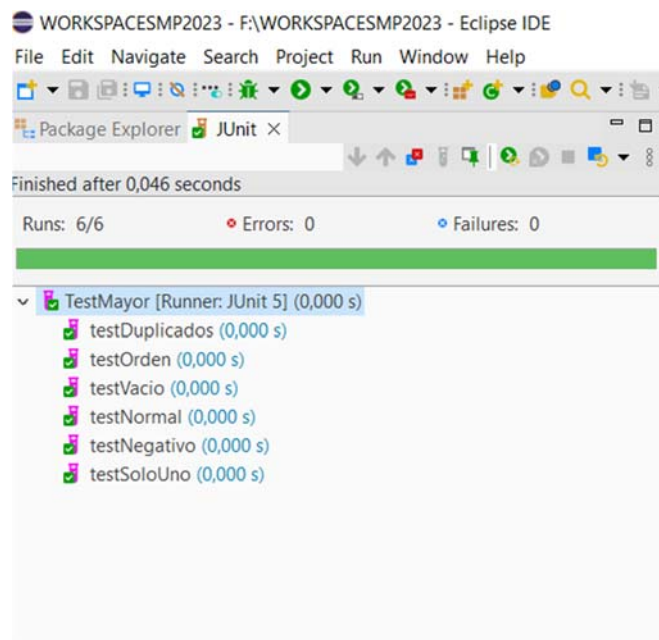 WORKSPACESMP2023 - F:\WORKSPACESMP2023 - Eclipse IDE
File Edit Navigate Search Project Run Window Help
Package Explorer JUnit
Finished after 0,046 seconds
Runs: 6/6 Errors: 0 Failures: 0
TestMayor [Runner: JUnit 5] (0,000 s)
testDuplicados (0,000 s)
testOrden (0,000 s)
testVacio (0,000 s)
testNormal (0,000 s)
testNegativo (0,000 s)
testSoloUno (0,000 s)